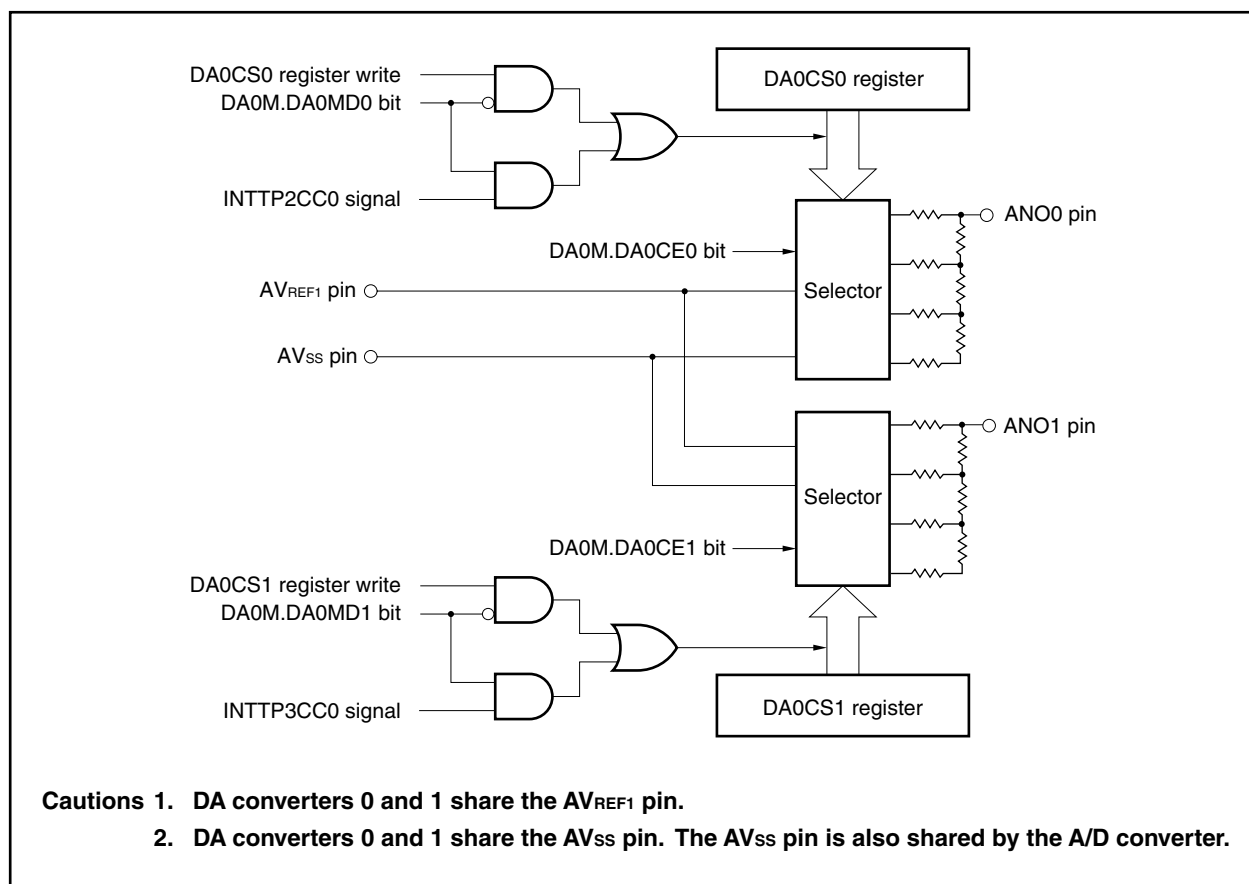 DA0CS0 register write
DA0M.DA0MD0 bit
INTTP2CC0 signal
DA0CS0 register
DA0M.DA0CE0 bit
Selector
ANO0 pin
AVREF1 pin
AVSS pin
ANO1 pin
Selector
DA0M.DA0CE1 bit
DA0CS1 register write
DA0M.DA0MD1 bit
INTTP3CC0 signal
DA0CS1 register
Cautions 1. DA converters 0 and 1 share the AVREF1 pin.
2. DA converters 0 and 1 share the AVSS pin. The AVSS pin is also shared by the A/D converter.